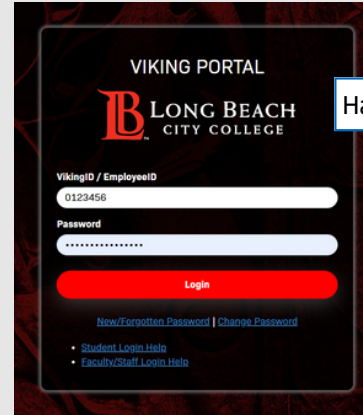 VIKING PORTAL
LB LONG BEACH
CITY COLLEGE
VikingID / EmployeeID
0123456
Password
••••••••••••••••
Login
New/Forgotten Password | Change Password
• Student Login Help
• Faculty/Staff Login Help